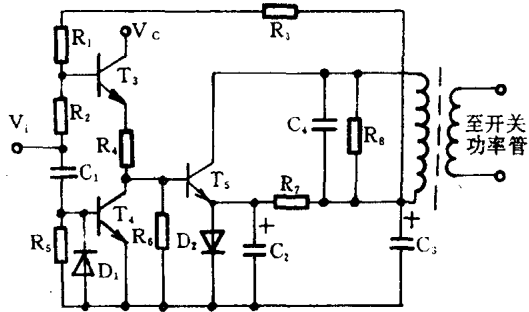 V_C
R₁
R₃
T₃
R₂
V_i
R₄
C₄
R₈
至开关
功率管
C₁
T₅
R₇
T₄
R₅
R₆
D₂
+
C₂
+
C₃
D₁